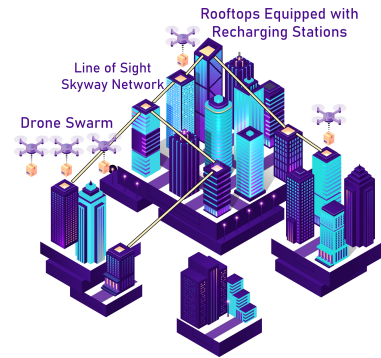 Rooftops Equipped with
Recharging Stations
Line of Sight
Skyway Network
Drone Swarm